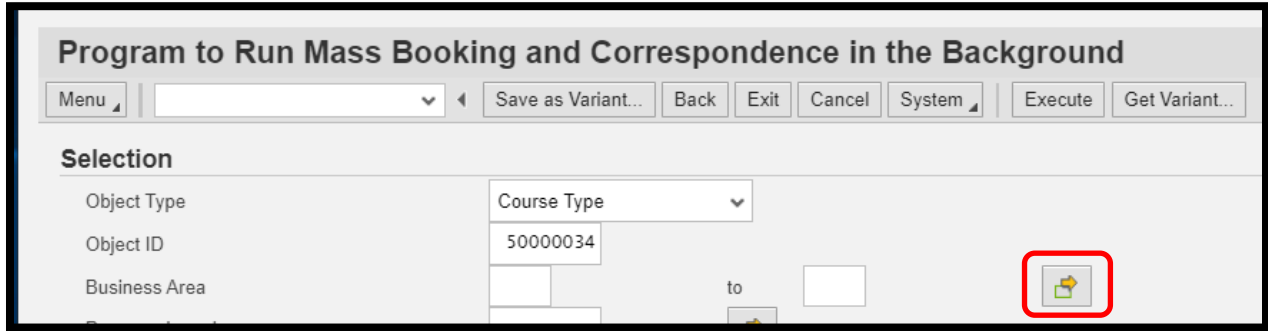 Program to Run Mass Booking and Correspondence in the Background
Menu Save as Variant... Back Exit Cancel System Execute Get Variant...
Selection
Object Type Course Type
Object ID 50000034
Business Area to